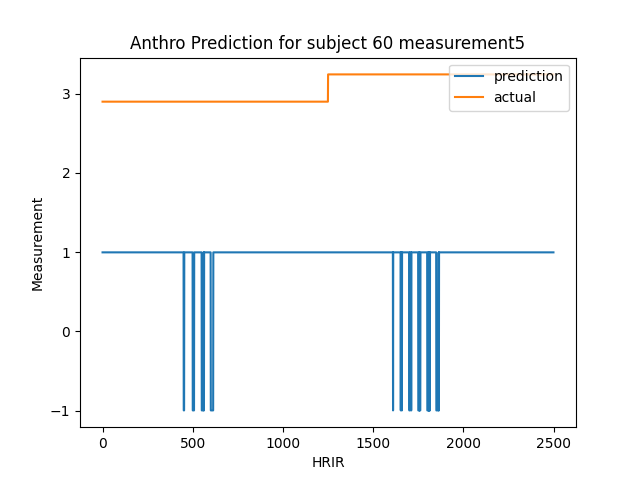 Anthro Prediction for subject 60 measurement5
prediction
actual
Measurement
3
2
1
0
−1
0 500 1000 1500 2000 2500
HRIR